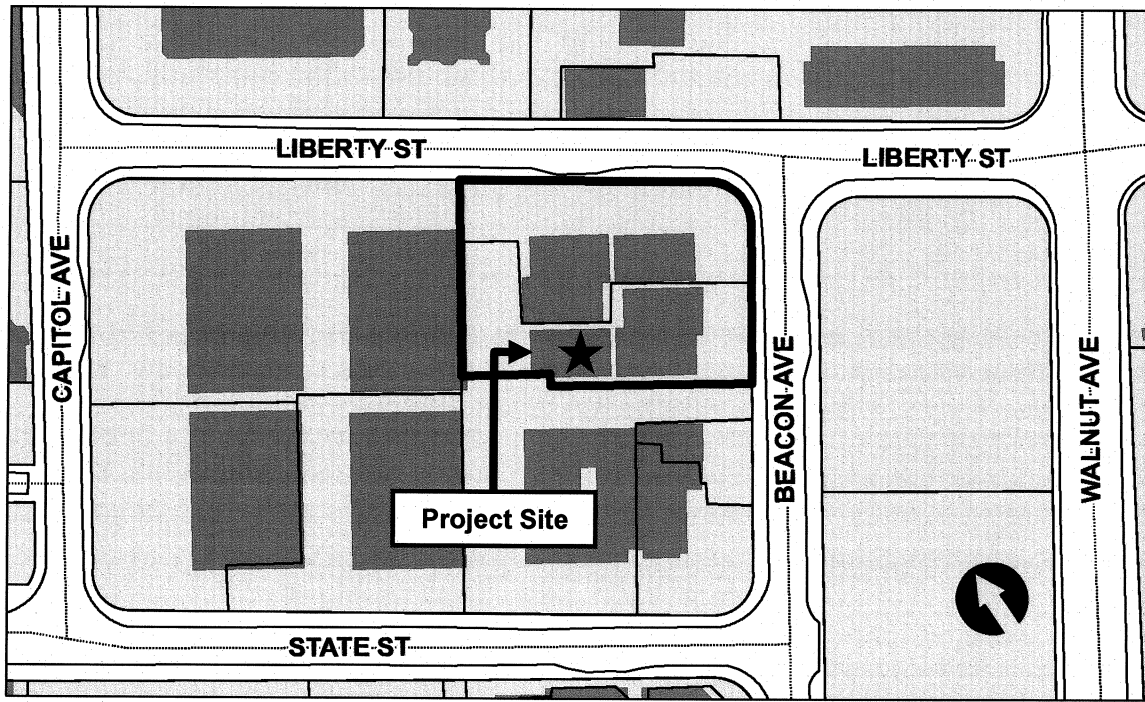 LIBERTY ST
LIBERTY ST
CAPITOL AVE
BEACON AVE
WALNUT AVE
Project Site
STATE ST